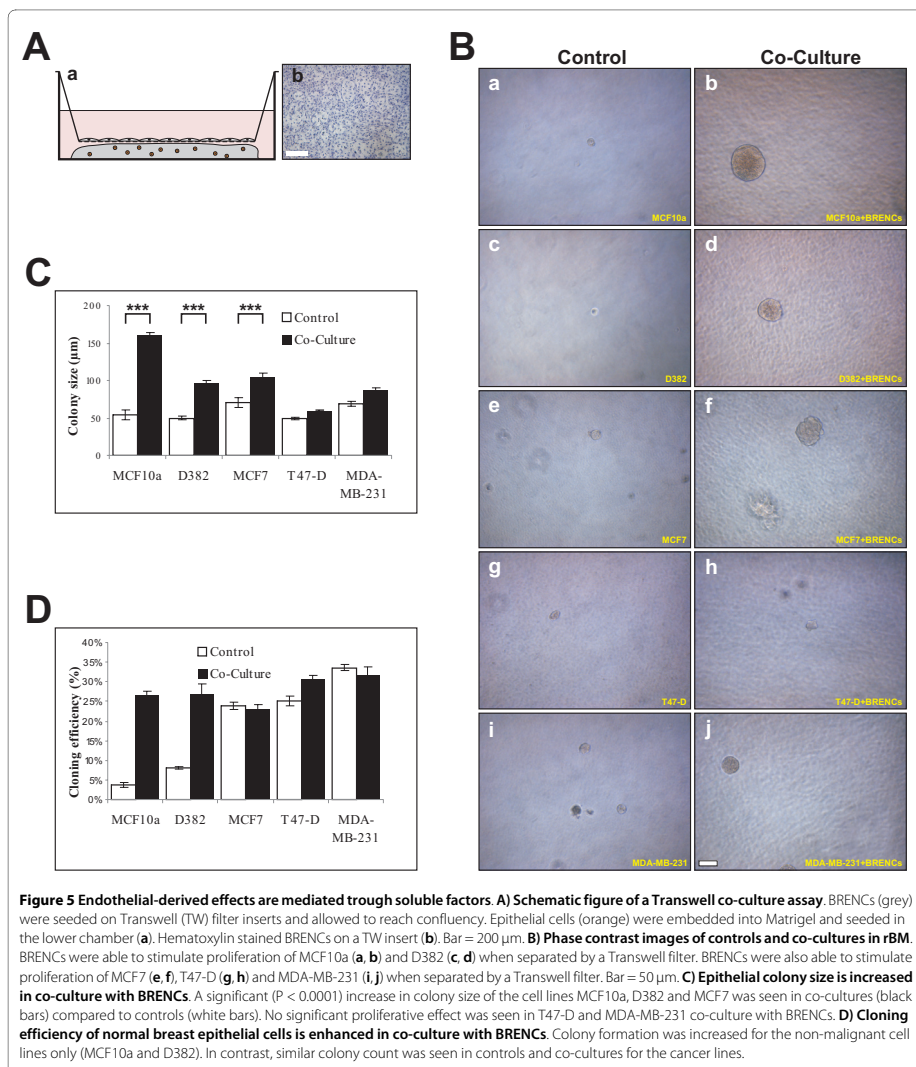 A
a
b
B
Control
Co-Culture
a
MCF10a
b
MCF10a+BRENCs
c
D382
d
D382+BRENCs
e
MCF7
f
MCF7+BRENCs
g
T47-D
h
T47-D+BRENCs
i
MDA-MB-231
j
MDA-MB-231+BRENCs
C
Colony size (µm)
200
150
100
50
0
*** *** ***
Control
Co-Culture
MCF10a D382 MCF7 T47-D MDA-
MB-231
D
Cloning efficiency (%)
40%
35%
30%
25%
20%
15%
10%
5%
0%
Control
Co-Culture
MCF10a D382 MCF7 T47-D MDA-
MB-231
Figure 5 Endothelial-derived effects are mediated trough soluble factors. A) Schematic figure of a Transwell co-culture assay. BRENCs (grey)
were seeded on Transwell (TW) filter inserts and allowed to reach confluency. Epithelial cells (orange) were embedded into Matrigel and seeded in
the lower chamber (a). Hematoxylin stained BRENCs on a TW insert (b). Bar = 200 µm. B) Phase contrast images of controls and co-cultures in rBM.
BRENCs were able to stimulate proliferation of MCF10a (a, b) and D382 (c, d) when separated by a Transwell filter. BRENCs were also able to stimulate
proliferation of MCF7 (e, f), T47-D (g, h) and MDA-MB-231 (i, j) when separated by a Transwell filter. Bar = 50 µm. C) Epithelial colony size is increased
in co-culture with BRENCs. A significant (P < 0.0001) increase in colony size of the cell lines MCF10a, D382 and MCF7 was seen in co-cultures (black
bars) compared to controls (white bars). No significant proliferative effect was seen in T47-D and MDA-MB-231 co-culture with BRENCs. D) Cloning
efficiency of normal breast epithelial cells is enhanced in co-culture with BRENCs. Colony formation was increased for the non-malignant cell
lines only (MCF10a and D382). In contrast, similar colony count was seen in controls and co-cultures for the cancer lines.